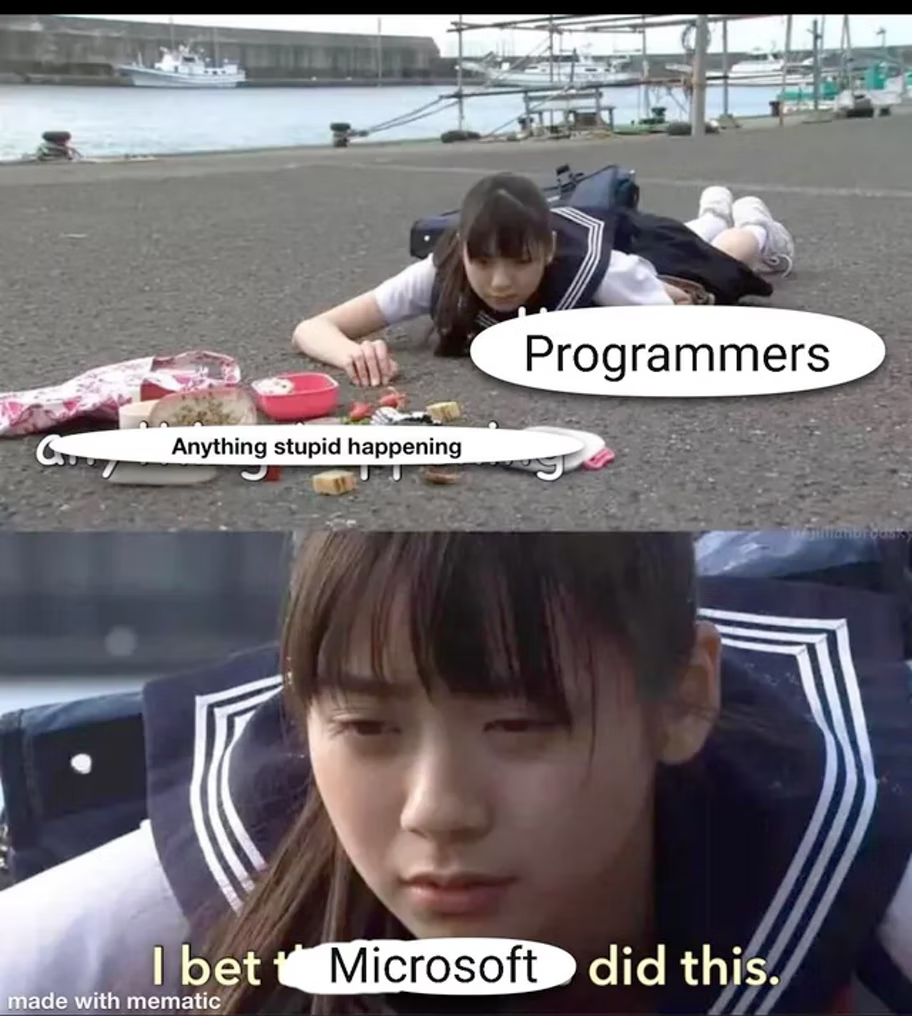 Programmers
Anything stupid happening
I bet Microsoft did this.
made with mematic